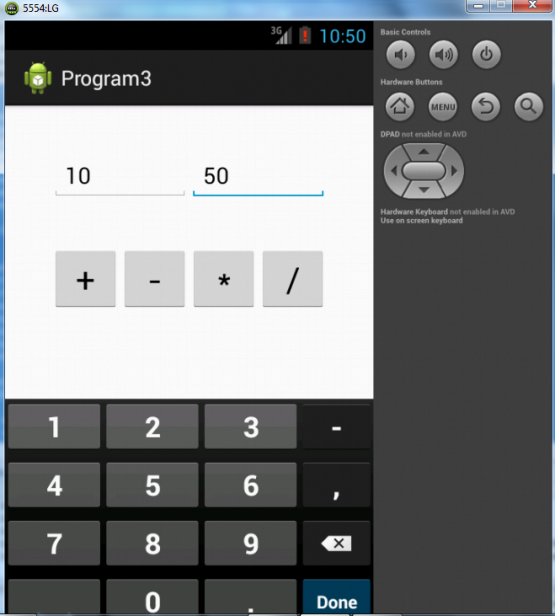 5554:LG
3G 10:50
Program3
10 50
+ - * /
1 2 3 -
4 5 6 ,
7 8 9
0 . Done
Basic Controls
Hardware Buttons
MENU
DPAD not enabled in AVD
Hardware Keyboard not enabled in AVD
Use on screen keyboard